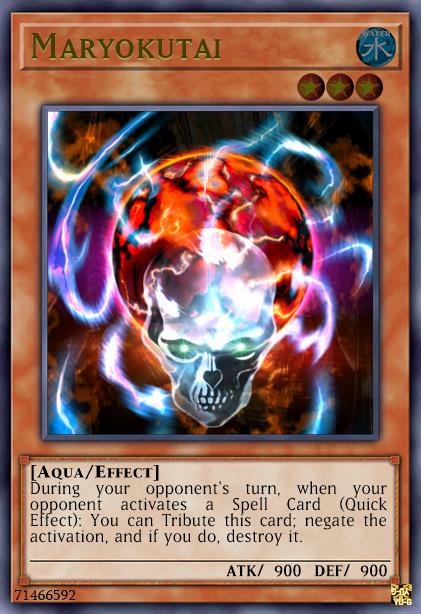 Maryokutai
WATER
水
[Aqua/Effect]
During your opponent's turn, when your
opponent activates a Spell Card (Quick
Effect): You can Tribute this card; negate the
activation, and if you do, destroy it.
ATK/ 900 DEF/ 900
71466592